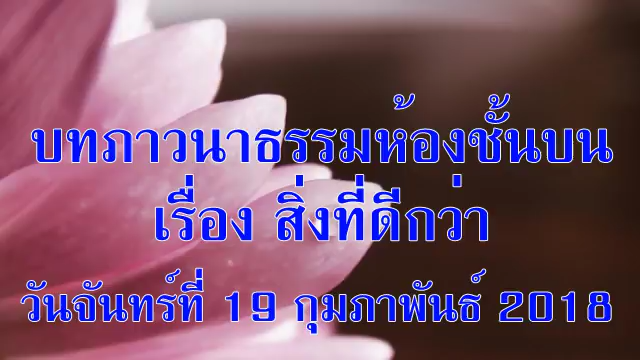 บทภาวนาธรรมห้องชั้นบน
เรื่อง สิ่งที่ดีกว่า
วันจันทร์ที่ 19 กุมภาพันธ์ 2018